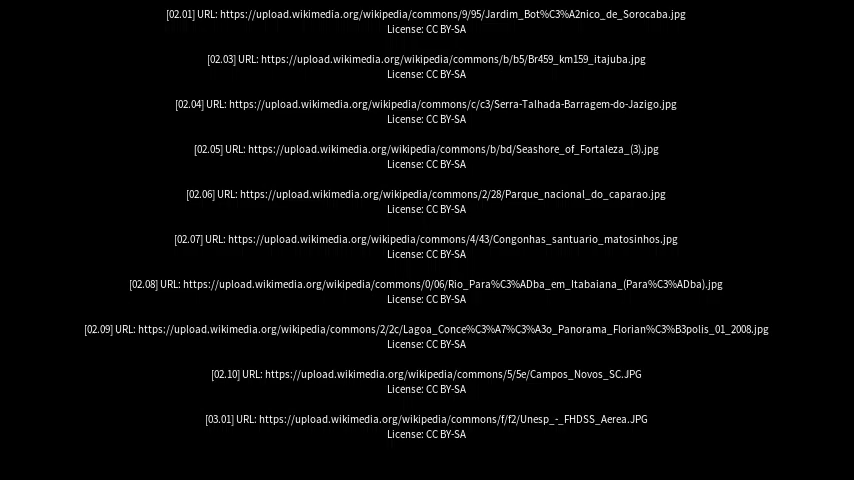 [02.01] URL: https://upload.wikimedia.org/wikipedia/commons/9/95/Jardim_Bot%C3%A2nico_de_Sorocaba.jpg
License: CC BY-SA
[02.03] URL: https://upload.wikimedia.org/wikipedia/commons/b/b5/Br459_km159_itajuba.jpg
License: CC BY-SA
[02.04] URL: https://upload.wikimedia.org/wikipedia/commons/c/c3/Serra-Talhada-Barragem-do-Jazigo.jpg
License: CC BY-SA
[02.05] URL: https://upload.wikimedia.org/wikipedia/commons/b/bd/Seashore_of_Fortaleza_(3).jpg
License: CC BY-SA
[02.06] URL: https://upload.wikimedia.org/wikipedia/commons/2/28/Parque_nacional_do_caparao.jpg
License: CC BY-SA
[02.07] URL: https://upload.wikimedia.org/wikipedia/commons/4/43/Congonhas_santuario_matosinhos.jpg
License: CC BY-SA
[02.08] URL: https://upload.wikimedia.org/wikipedia/commons/0/06/Rio_Para%C3%ADba_em_Itabaiana_(Para%C3%ADba).jpg
License: CC BY-SA
[02.09] URL: https://upload.wikimedia.org/wikipedia/commons/2/2c/Lagoa_Conce%C3%A7%C3%A3o_Panorama_Florian%C3%B3polis_01_2008.jpg
License: CC BY-SA
[02.10] URL: https://upload.wikimedia.org/wikipedia/commons/5/5e/Campos_Novos_SC.JPG
License: CC BY-SA
[03.01] URL: https://upload.wikimedia.org/wikipedia/commons/f/f2/Unesp_-_FHDSS_Aerea.JPG
License: CC BY-SA